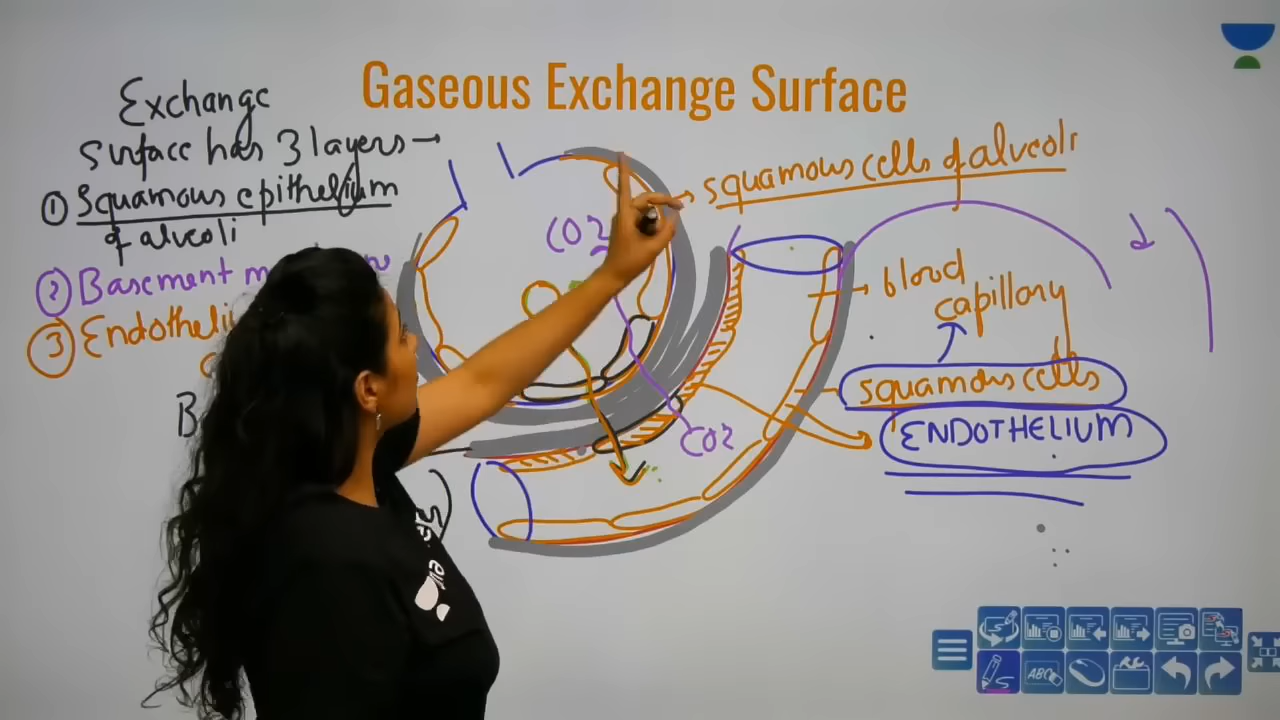 Gaseous Exchange Surface
Exchange
surface has 3 layers →
① Squamous epithelium
of alveoli
② Basement
③
CO2
→ squamous cells of alveoli
→ blood
capillary
squamous cells
ENDOTHELIUM
CO2
ABC